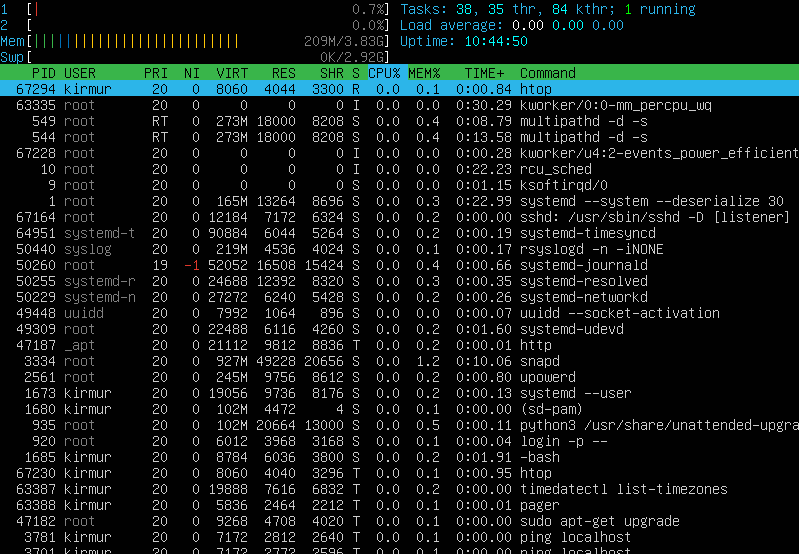 1 [| 0.7%] Tasks: 38, 35 thr, 84 kthr; 1 running
2 [ 0.0%] Load average: 0.00 0.00 0.00
Mem[|||||||||||||||||||||||||| 209M/3.83G] Uptime: 10:44:50
Swp[ 0K/2.92G]
PID USER PRI NI VIRT RES SHR S CPU% MEM% TIME+ Command
67294 kirmur 20 0 8060 4044 3300 R 0.0 0.1 0:00.84 htop
63335 root 20 0 0 0 0 I 0.0 0.0 0:30.29 kworker/0:0-mm_percpu_wq
549 root RT 0 273M 18000 8208 S 0.0 0.4 0:08.79 multipathd -d -s
544 root RT 0 273M 18000 8208 S 0.0 0.4 0:13.58 multipathd -d -s
67228 root 20 0 0 0 0 I 0.0 0.0 0:00.28 kworker/u4:2-events_power_efficient
10 root 20 0 0 0 0 I 0.0 0.0 0:22.23 rcu_sched
9 root 20 0 0 0 0 S 0.0 0.0 0:01.15 ksoftirqd/0
1 root 20 0 165M 13264 8696 S 0.0 0.3 0:22.99 systemd --system --deserialize 30
67164 root 20 0 12184 7172 6324 S 0.0 0.2 0:00.00 sshd: /usr/sbin/sshd -D [listener]
64951 systemd-t 20 0 90884 6044 5264 S 0.0 0.2 0:00.19 systemd-timesyncd
50440 syslog 20 0 219M 4536 4024 S 0.0 0.1 0:00.17 rsyslogd -n -iNONE
50260 root 19 -1 52052 16508 15424 S 0.0 0.4 0:00.66 systemd-journald
50255 systemd-r 20 0 24688 12392 8320 S 0.0 0.3 0:00.35 systemd-resolved
50229 systemd-n 20 0 27272 6240 5428 S 0.0 0.2 0:00.26 systemd-networkd
49448 uuidd 20 0 7992 1064 896 S 0.0 0.0 0:00.07 uuidd --socket-activation
49309 root 20 0 22488 6116 4260 S 0.0 0.2 0:01.60 systemd-udevd
47187 _apt 20 0 21112 9812 8836 T 0.0 0.2 0:00.01 http
3334 root 20 0 927M 49228 20656 S 0.0 1.2 0:10.06 snapd
2561 root 20 0 245M 9756 8612 S 0.0 0.2 0:00.80 upowerd
1673 kirmur 20 0 19056 9736 8176 S 0.0 0.2 0:00.13 systemd --user
1680 kirmur 20 0 102M 4472 4 S 0.0 0.1 0:00.00 (sd-pam)
935 root 20 0 102M 20664 13000 S 0.0 0.5 0:00.11 python3 /usr/share/unattended-upgra
920 root 20 0 6012 3968 3168 S 0.0 0.1 0:00.04 login -p --
1685 kirmur 20 0 8784 6036 3800 S 0.0 0.2 0:01.91 -bash
67230 kirmur 20 0 8060 4040 3296 T 0.0 0.1 0:00.95 htop
63387 kirmur 20 0 19888 7616 6832 T 0.0 0.2 0:00.00 timedatectl list-timezones
63388 kirmur 20 0 5836 2464 2212 T 0.0 0.1 0:00.01 pager
47182 root 20 0 9268 4708 4020 T 0.0 0.1 0:00.00 sudo apt-get upgrade
3781 kirmur 20 0 7172 2812 2640 T 0.0 0.1 0:00.00 ping localhost
3701 kirmur 20 0 7172 2772 2596 T 0.0 0.1 0:00.00 ping localhost